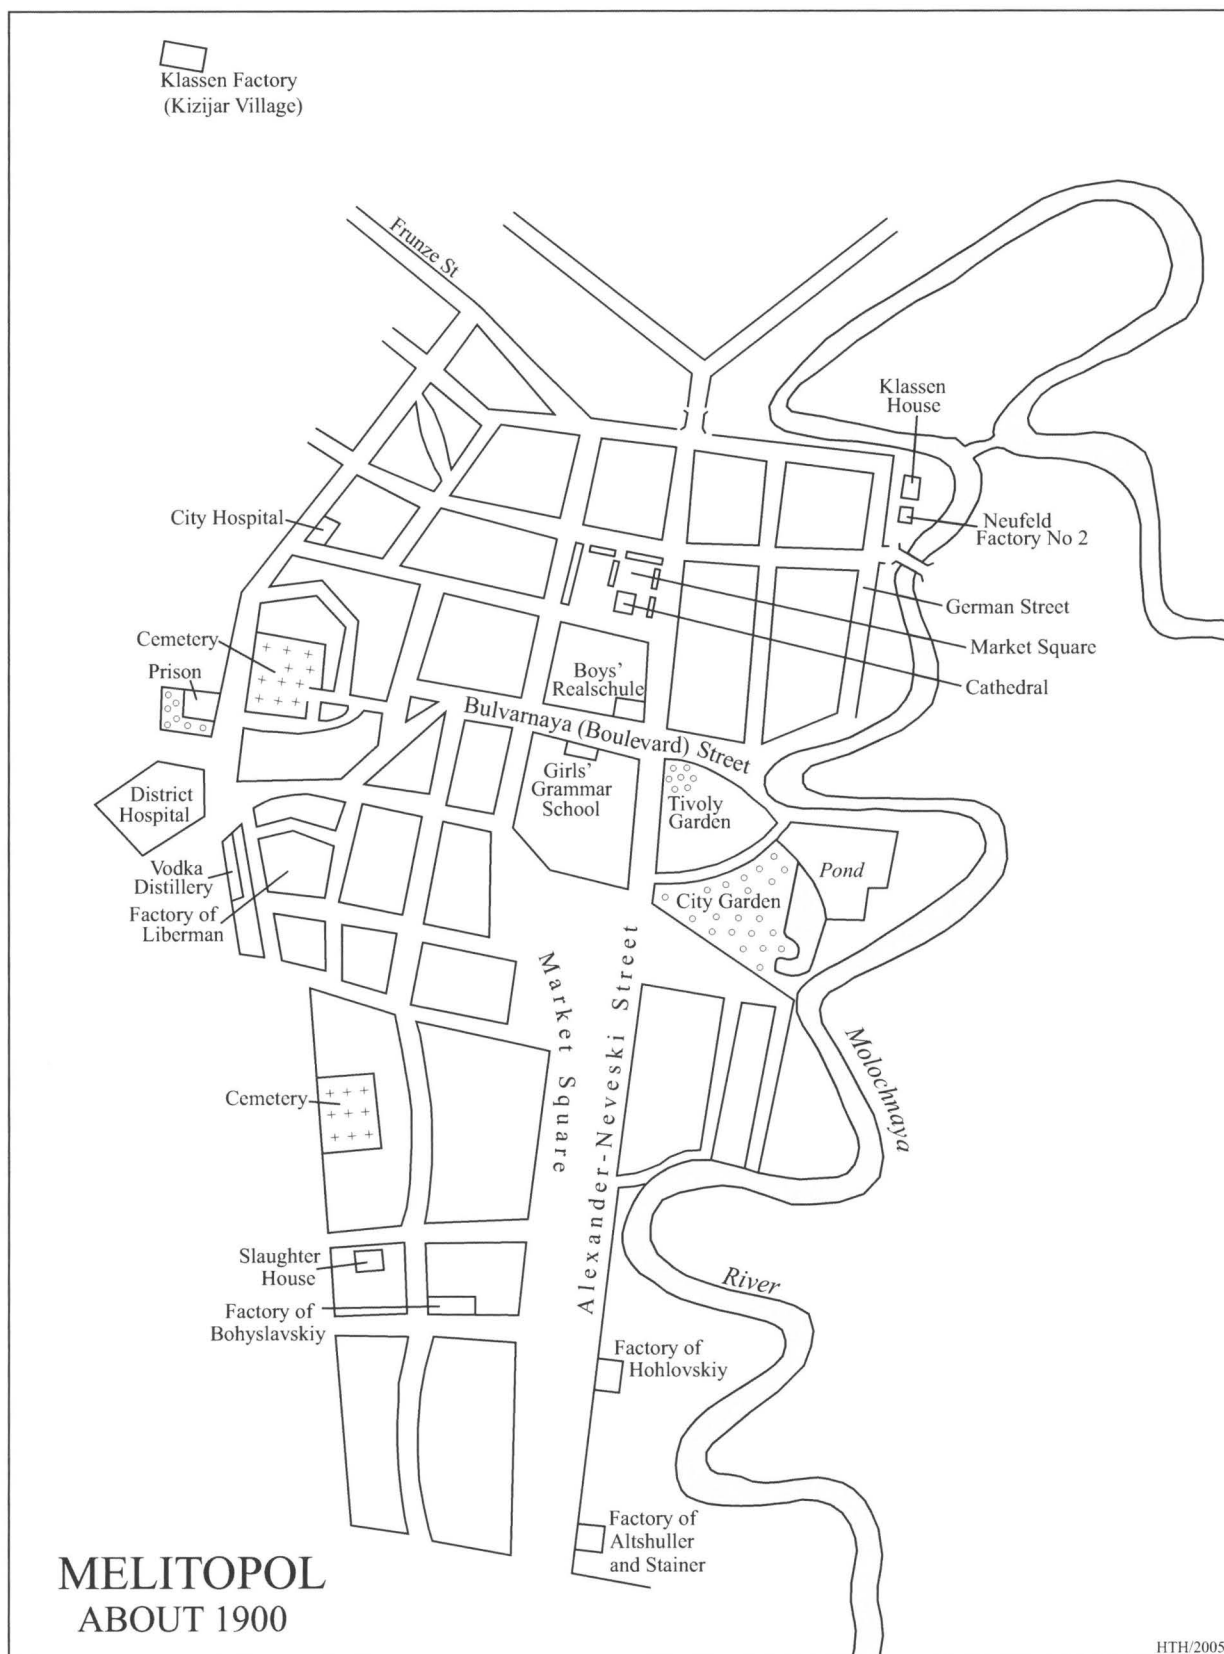 Klassen Factory
(Kizijar Village)
Frunze St
Klassen
House
City Hospital
Neufeld
Factory No 2
German Street
Cemetery
Market Square
Prison
Boys'
Realschule
Cathedral
Bulvarnaya (Boulevard) Street
District
Hospital
Girls'
Grammar
School
Tivoly
Garden
Vodka
Distillery
Pond
Factory of
Liberman
City Garden
Market Square
Alexander-Neveski Street
Molochnaya
Cemetery
Slaughter
House
River
Factory of
Bohyslavskiy
Factory of
Hohlovskiy
Factory of
Altshuller
and Stainer
MELITOPOL
ABOUT 1900
HTH/2005